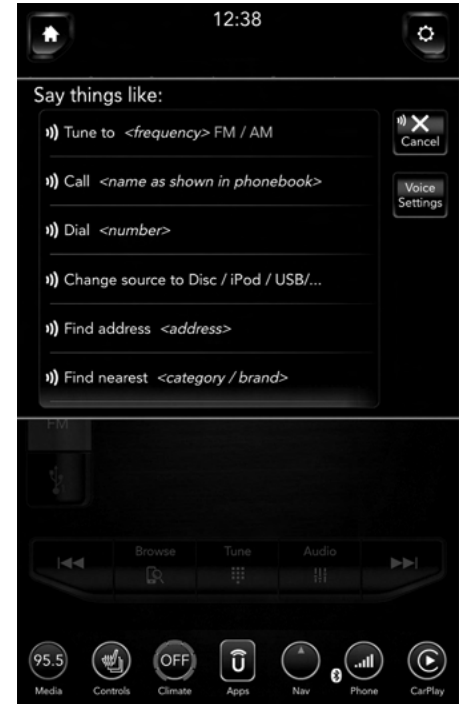 12:38
Say things like:
Tune to <frequency> FM / AM
Cancel
Call <name as shown in phonebook>
Voice
Settings
Dial <number>
Change source to Disc / iPod / USB/...
Find address <address>
Find nearest <category / brand>
FM
Browse Tune Audio
95.5 OFF
Media Controls Climate Apps Nav Phone CarPlay